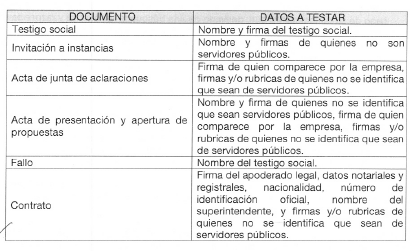 DOCUMENTO DATOS A TESTAR
Testigo social Nombre y firma del testigo social.
Invitación a instancias
Nombre y firmas de quienes no son
servidores públicos.
Acta de junta de aclaraciones
Firma de quien comparece por la empresa,
firmas y/o rubricas de quienes no se identifica
que sean de servidores públicos.
Acta de presentación y apertura de
propuestas
Nombre y firma de quienes no se identifica
que sean servidores públicos, firma de quien
comparece por la empresa, firmas y/o
rubricas de quienes no se identifica que sean
de servidores públicos.
Fallo Nombre del testigo social.
Contrato
Firma del apoderado legal, datos notariales y
registrales, nacionalidad, número de
identificación oficial, nombre del
superintendente, y firmas y/o rubricas de
quienes no se identifica que sean de
servidores públicos.